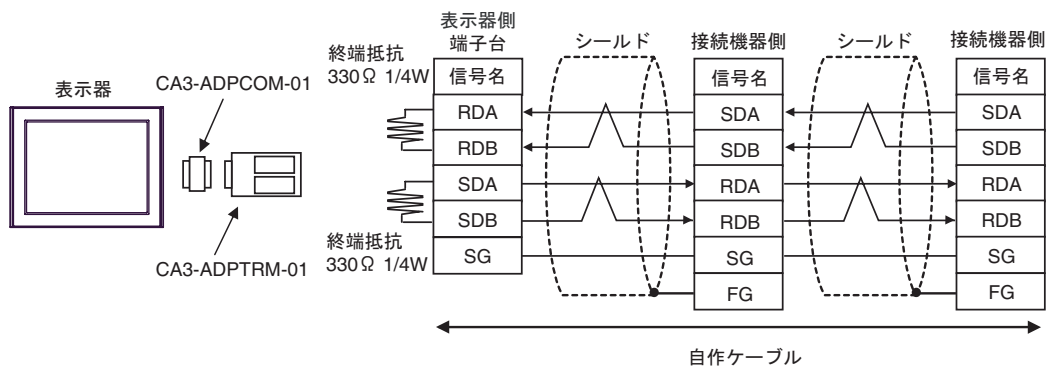 表示器
CA3-ADPCOM-01
CA3-ADPTRM-01
終端抵抗
330Ω 1/4W
終端抵抗
330Ω 1/4W
表示器側
端子台
信号名
RDA
RDB
SDA
SDB
SG
シールド
接続機器側
信号名
SDA
SDB
RDA
RDB
SG
FG
シールド
接続機器側
信号名
SDA
SDB
RDA
RDB
SG
FG
自作ケーブル